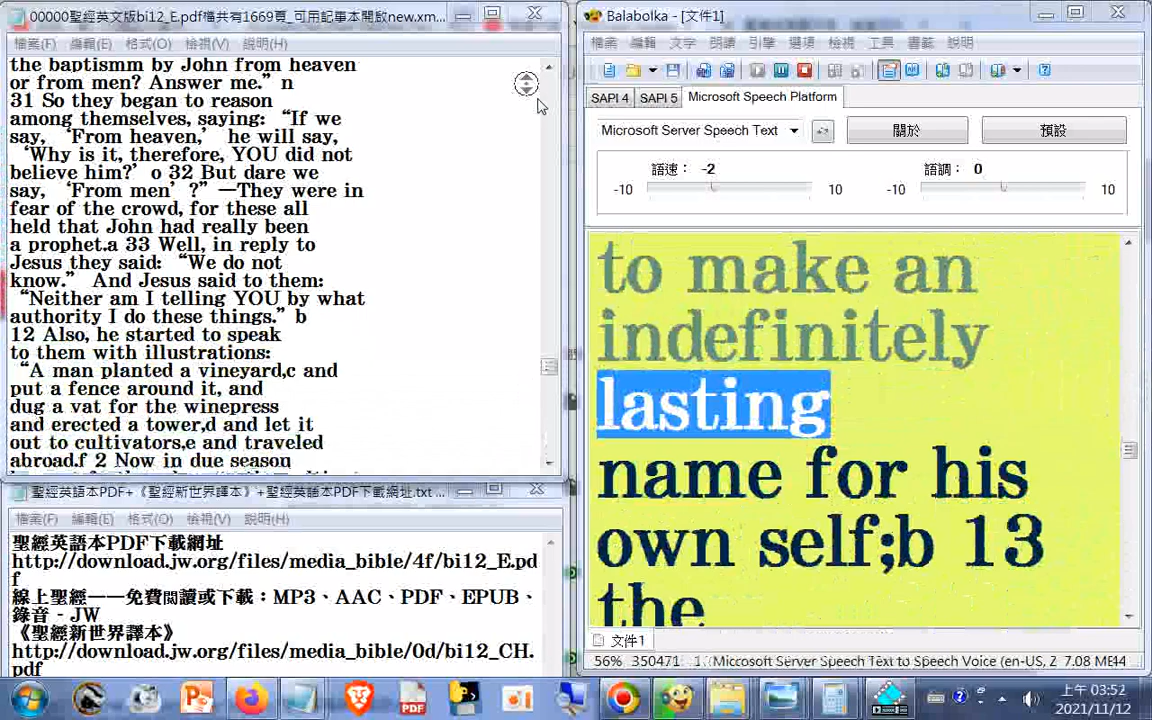 00000聖經英文版bi12_E.pdf檔共有1669頁_可用記事本開啟new.xm...
檔案(F) 編輯(E) 格式(O) 檢視(V) 說明(H)
the baptismm by John from heaven
or from men? Answer me.” n
31 So they began to reason
among themselves, saying: “If we
say, ‘From heaven,’ he will say,
‘Why is it, therefore, YOU did not
believe him?’ o 32 But dare we
say, ‘From men’?” —They were in
fear of the crowd, for these all
held that John had really been
a prophet.a 33 Well, in reply to
Jesus they said: “We do not
know.” And Jesus said to them:
“Neither am I telling YOU by what
authority I do these things.” b
12 Also, he started to speak
to them with illustrations:
“A man planted a vineyard,c and
put a fence around it, and
dug a vat for the winepress
and erected a tower,d and let it
out to cultivators,e and traveled
abroad.f 2 Now in due season
聖經英語本PDF+《聖經新世界譯本》+聖經英語本PDF下載網址.txt ...
檔案(F) 編輯(E) 格式(O) 檢視(V) 說明(H)
聖經英語本PDF下載網址
http://download.jw.org/files/media_bible/4f/bi12_E.pd
f
線上聖經——免費閱讀或下載：MP3、AAC、PDF、EPUB、
錄音 - JW
《聖經新世界譯本》
http://download.jw.org/files/media_bible/0d/bi12_CH.
pdf
Balabolka - [文件1]
檔案 編輯 文字 朗讀 引擎 選項 檢視 工具 書籤 說明
SAPI 4 SAPI 5 Microsoft Speech Platform
Microsoft Server Speech Text 關於 預設
語速： -2 語調： 0
-10 10 -10 10
to make an
indefinitely
lasting
name for his
own self;b 13
the
文件1
56% 350471 Microsoft Server Speech Text to Speech Voice (en-US, Z 7.08 ME44
上午 03:52
2021/11/12